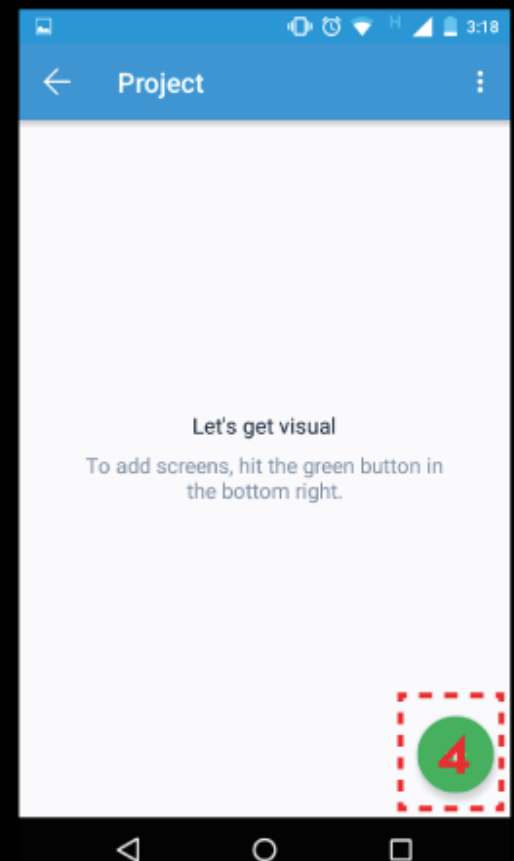 H 3:18
Project
Let's get visual
To add screens, hit the green button in
the bottom right.
4